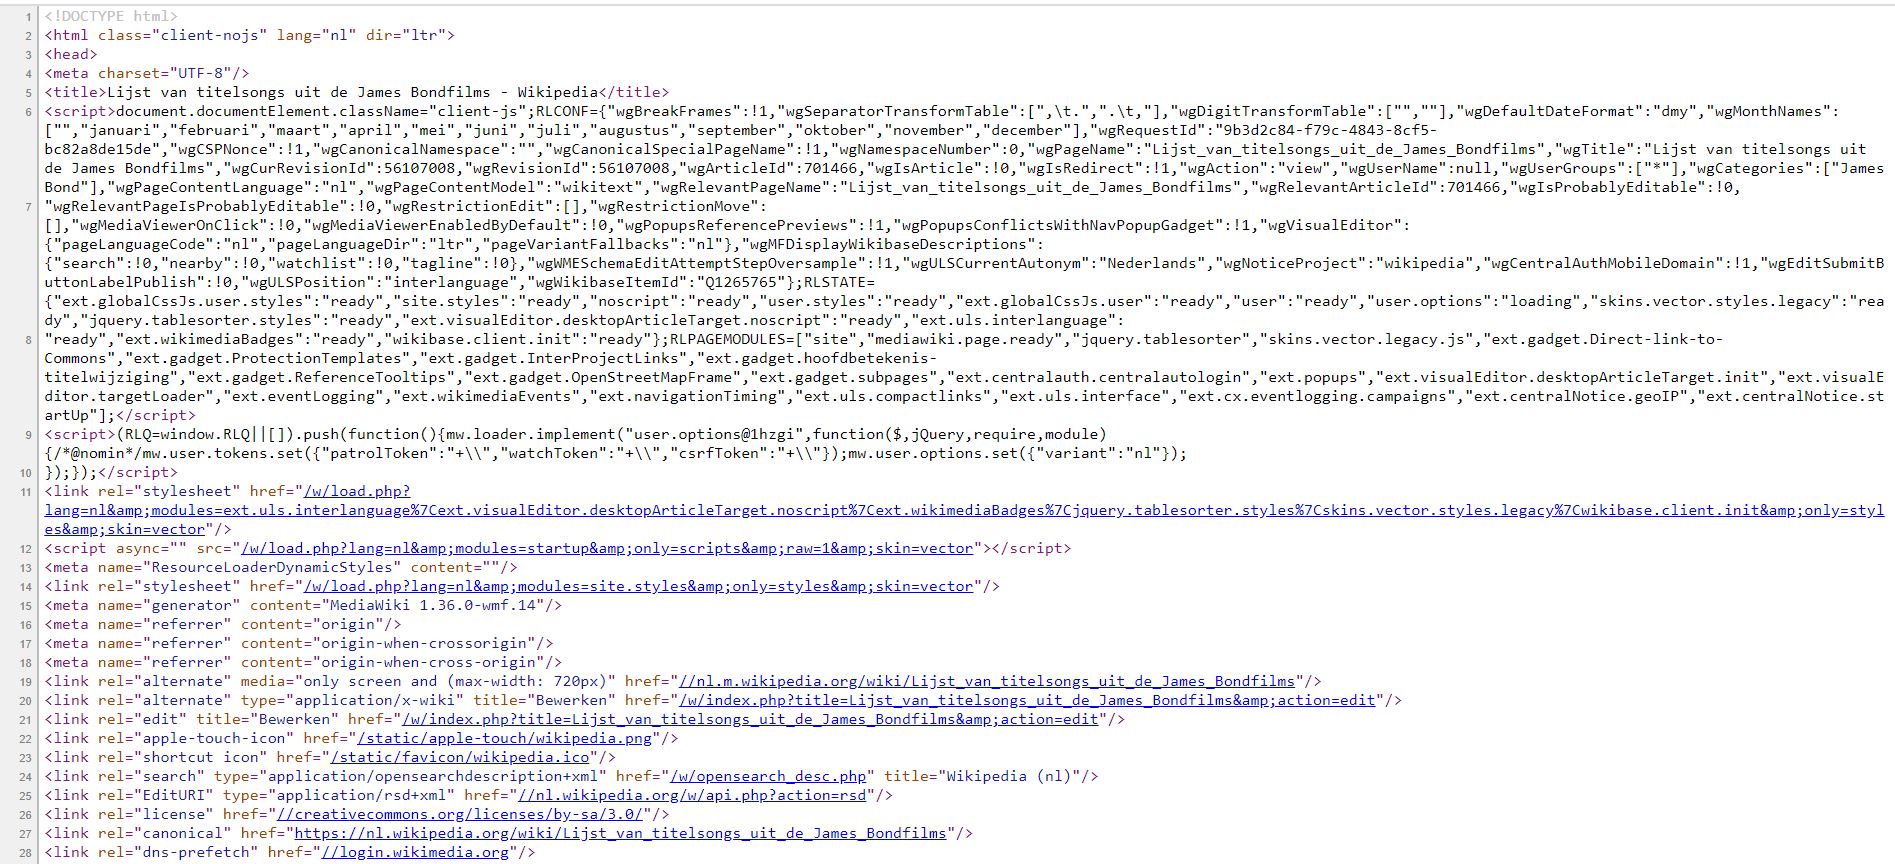 1 <!DOCTYPE html>
2 <html class="client-nojs" lang="nl" dir="ltr">
3 <head>
4 <meta charset="UTF-8"/>
5 <title>Lijst van titelsongs uit de James Bondfilms - Wikipedia</title>
6 <script>document.documentElement.className="client-js";RLCONF={"wgBreakFrames":!1,"wgSeparatorTransformTable":[",\t.",".\t,"],"wgDigitTransformTable":["",""],"wgDefaultDateFormat":"dmy","wgMonthNames":
["","januari","februari","maart","april","mei","juni","juli","augustus","september","oktober","november","december"],"wgRequestId":"9b3d2c84-f79c-4843-8cf5-
bc82a8de15de","wgCSPNonce":!1,"wgCanonicalNamespace":"","wgCanonicalSpecialPageName":!1,"wgNamespaceNumber":0,"wgPageName":"Lijst_van_titelsongs_uit_de_James_Bondfilms","wgTitle":"Lijst van titelsongs uit
de James Bondfilms","wgCurRevisionId":56107008,"wgRevisionId":56107008,"wgArticleId":701466,"wgIsArticle":!0,"wgIsRedirect":!1,"wgAction":"view","wgUserName":null,"wgUserGroups":["*"],"wgCategories":["James
Bond"],"wgPageContentLanguage":"nl","wgPageContentModel":"wikitext","wgRelevantPageName":"Lijst_van_titelsongs_uit_de_James_Bondfilms","wgRelevantArticleId":701466,"wgIsProbablyEditable":!0,
7 "wgRelevantPageIsProbablyEditable":!0,"wgRestrictionEdit":[],"wgRestrictionMove":
[],"wgMediaViewerOnClick":!0,"wgMediaViewerEnabledByDefault":!0,"wgPopupsReferencePreviews":!1,"wgPopupsConflictsWithNavPopupGadget":!1,"wgVisualEditor":
{"pageLanguageCode":"nl","pageLanguageDir":"ltr","pageVariantFallbacks":"nl"},"wgMFDisplayWikibaseDescriptions":
{"search":!0,"nearby":!0,"watchlist":!0,"tagline":!0},"wgWMESchemaEditAttemptStepOversample":!1,"wgULSCurrentAutonym":"Nederlands","wgNoticeProject":"wikipedia","wgCentralAuthMobileDomain":!1,"wgEditSubmitB
uttonLabelPublish":!0,"wgULSPosition":"interlanguage","wgWikibaseItemId":"Q1265765"};RLSTATE=
{"ext.globalCssJs.user.styles":"ready","site.styles":"ready","noscript":"ready","user.styles":"ready","ext.globalCssJs.user":"ready","user":"ready","user.options":"loading","skins.vector.styles.legacy":"rea
dy","jquery.tablesorter.styles":"ready","ext.visualEditor.desktopArticleTarget.noscript":"ready","ext.uls.interlanguage":
8 "ready","ext.wikimediaBadges":"ready","wikibase.client.init":"ready"};RLPAGEMODULES=["site","mediawiki.page.ready","jquery.tablesorter","skins.vector.legacy.js","ext.gadget.Direct-link-to-
Commons","ext.gadget.ProtectionTemplates","ext.gadget.InterProjectLinks","ext.gadget.hoofdbetekenis-
titelwijziging","ext.gadget.ReferenceTooltips","ext.gadget.OpenStreetMapFrame","ext.gadget.subpages","ext.centralauth.centralautologin","ext.popups","ext.visualEditor.desktopArticleTarget.init","ext.visualE
ditor.targetLoader","ext.eventLogging","ext.wikimediaEvents","ext.navigationTiming","ext.uls.compactlinks","ext.uls.interface","ext.cx.eventlogging.campaigns","ext.centralNotice.geoIP","ext.centralNotice.st
artUp"];</script>
9 <script>(RLQ=window.RLQ||[]).push(function(){mw.loader.implement("user.options@1hzgi",function($,jQuery,require,module)
{/*@nomin*/mw.user.tokens.set({"patrolToken":"+\\","watchToken":"+\\","csrfToken":"+\\"});mw.user.options.set({"variant":"nl"});
10 });});</script>
11 <link rel="stylesheet" href="/w/load.php?
lang=nl&amp;modules=ext.uls.interlanguage%7Cext.visualEditor.desktopArticleTarget.noscript%7Cext.wikimediaBadges%7Cjquery.tablesorter.styles%7Cskins.vector.styles.legacy%7Cwikibase.client.init&amp;only=styl
es&amp;skin=vector"/>
12 <script async="" src="/w/load.php?lang=nl&amp;modules=startup&amp;only=scripts&amp;raw=1&amp;skin=vector"></script>
13 <meta name="ResourceLoaderDynamicStyles" content=""/>
14 <link rel="stylesheet" href="/w/load.php?lang=nl&amp;modules=site.styles&amp;only=styles&amp;skin=vector"/>
15 <meta name="generator" content="MediaWiki 1.36.0-wmf.14"/>
16 <meta name="referrer" content="origin"/>
17 <meta name="referrer" content="origin-when-crossorigin"/>
18 <meta name="referrer" content="origin-when-cross-origin"/>
19 <link rel="alternate" media="only screen and (max-width: 720px)" href="//nl.m.wikipedia.org/wiki/Lijst_van_titelsongs_uit_de_James_Bondfilms"/>
20 <link rel="alternate" type="application/x-wiki" title="Bewerken" href="/w/index.php?title=Lijst_van_titelsongs_uit_de_James_Bondfilms&amp;action=edit"/>
21 <link rel="edit" title="Bewerken" href="/w/index.php?title=Lijst_van_titelsongs_uit_de_James_Bondfilms&amp;action=edit"/>
22 <link rel="apple-touch-icon" href="/static/apple-touch/wikipedia.png"/>
23 <link rel="shortcut icon" href="/static/favicon/wikipedia.ico"/>
24 <link rel="search" type="application/opensearchdescription+xml" href="/w/opensearch_desc.php" title="Wikipedia (nl)"/>
25 <link rel="EditURI" type="application/rsd+xml" href="//nl.wikipedia.org/w/api.php?action=rsd"/>
26 <link rel="license" href="//creativecommons.org/licenses/by-sa/3.0/"/>
27 <link rel="canonical" href="https://nl.wikipedia.org/wiki/Lijst_van_titelsongs_uit_de_James_Bondfilms"/>
28 <link rel="dns-prefetch" href="//login.wikimedia.org"/>